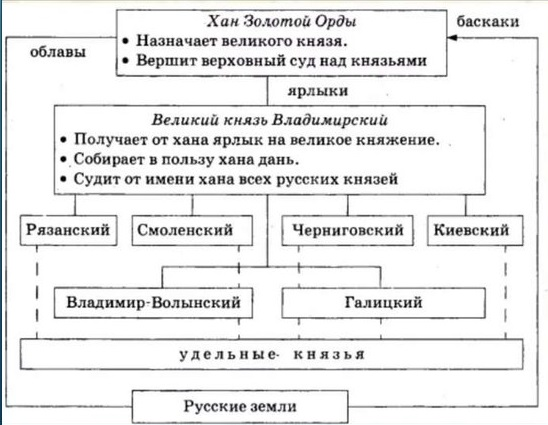 Хан Золотой Орды
баскаки
• Назначает великого князя.
облавы
• Вершит верховный суд над князьями
ярлыки
Великий князь Владимирский
• Получает от хана ярлык на великое княжение.
• Собирает в пользу хана дань.
• Судит от имени хана всех русских князей
Рязанский
Смоленский
Черниговский
Киевский
Владимир-Волынский
Галицкий
удельные князья
Русские земли